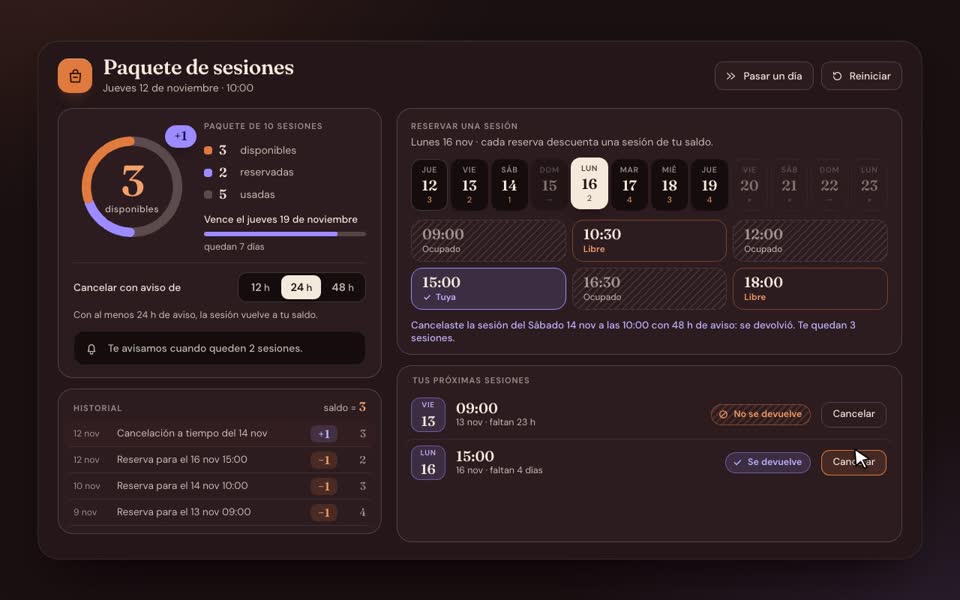 Paquete de sesiones
Jueves 12 de noviembre · 10:00
Pasar un día
Reiniciar
+1
3
disponibles
PAQUETE DE 10 SESIONES
3 disponibles
2 reservadas
5 usadas
Vence el jueves 19 de noviembre
quedan 7 días
Cancelar con aviso de
12 h
24 h
48 h
Con al menos 24 h de aviso, la sesión vuelve a tu saldo.
Te avisamos cuando queden 2 sesiones.
HISTORIAL
saldo = 3
12 nov Cancelación a tiempo del 14 nov +1 3
12 nov Reserva para el 16 nov 15:00 −1 2
10 nov Reserva para el 14 nov 10:00 −1 3
9 nov Reserva para el 13 nov 09:00 −1 4
RESERVAR UNA SESIÓN
Lunes 16 nov · cada reserva descuenta una sesión de tu saldo.
JUE VIE SÁB DOM LUN MAR MIÉ JUE VIE SÁB DOM LUN
12 13 14 15 16 17 18 19 20 21 22 23
3 2 1 – 2 4 3 4
09:00
Ocupado
10:30
Libre
12:00
Ocupado
15:00
Tuya
16:30
Ocupado
18:00
Libre
Cancelaste la sesión del Sábado 14 nov a las 10:00 con 48 h de aviso: se devolvió. Te quedan 3
sesiones.
TUS PRÓXIMAS SESIONES
VIE
13
09:00
13 nov · faltan 23 h
No se devuelve
Cancelar
LUN
16
15:00
16 nov · faltan 4 días
Se devuelve